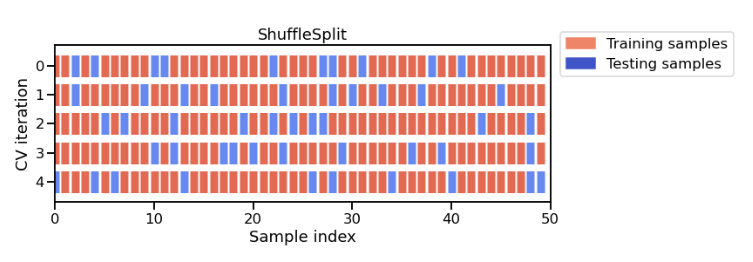 ShuffleSplit
Training samples
Testing samples
CV iteration
0
1
2
3
4
0 10 20 30 40 50
Sample index